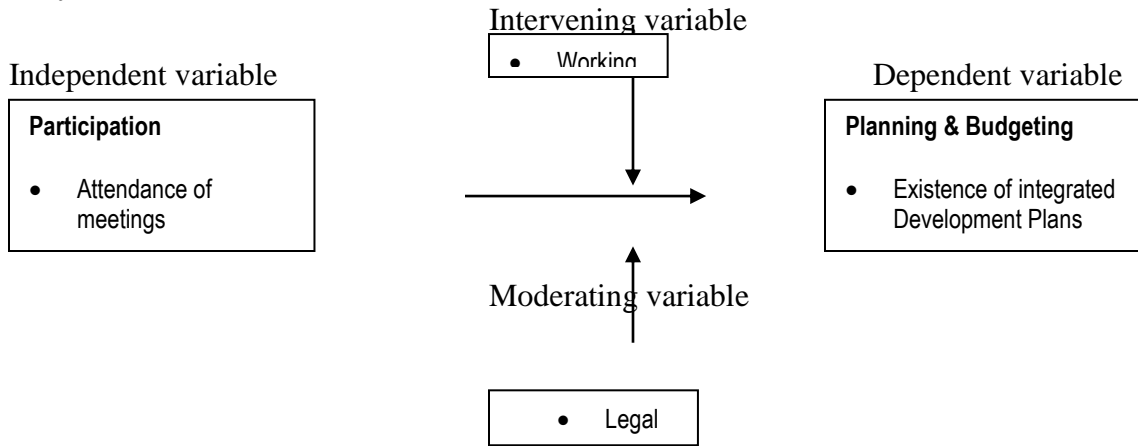 Intervening variable
• Working
Independent variable
Dependent variable
Participation
• Attendance of
meetings
Planning & Budgeting
• Existence of integrated
Development Plans
Moderating variable
• Legal